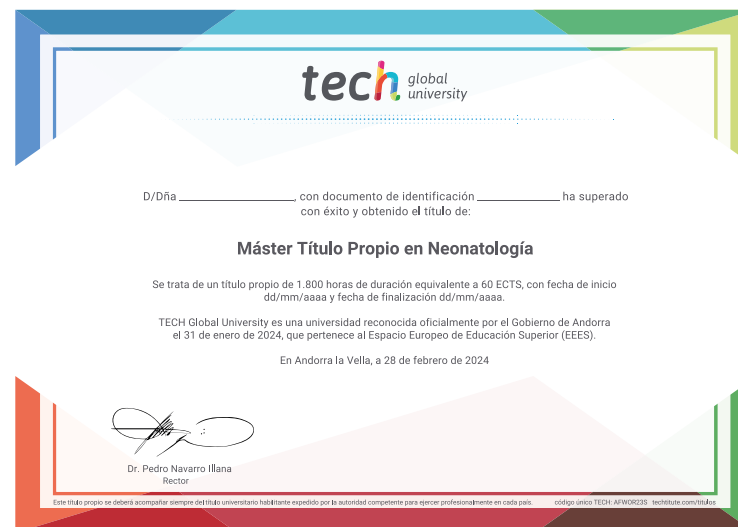 tech global university
D/Dña ____________________, con documento de identificación ______________ ha superado
con éxito y obtenido el título de:
Máster Título Propio en Neonatología
Se trata de un título propio de 1.800 horas de duración equivalente a 60 ECTS, con fecha de inicio
dd/mm/aaaa y fecha de finalización dd/mm/aaaa.
TECH Global University es una universidad reconocida oficialmente por el Gobierno de Andorra
el 31 de enero de 2024, que pertenece al Espacio Europeo de Educación Superior (EEES).
En Andorra la Vella, a 28 de febrero de 2024
Dr. Pedro Navarro Illana
Rector
Este título propio se deberá acompañar siempre del título universitario habilitante expedido por la autoridad competente para ejercer profesionalmente en cada país. código único TECH: AFWOR23S techtitute.com/titulos